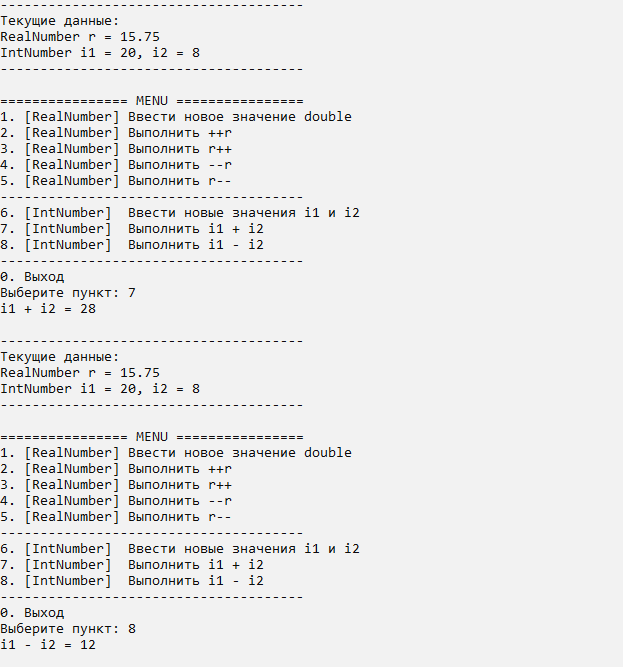 --------------------------------------
Текущие данные:
RealNumber r = 15.75
IntNumber i1 = 20, i2 = 8
--------------------------------------
================ MENU ================
1. [RealNumber] Ввести новое значение double
2. [RealNumber] Выполнить ++r
3. [RealNumber] Выполнить r++
4. [RealNumber] Выполнить --r
5. [RealNumber] Выполнить r--
--------------------------------------
6. [IntNumber]  Ввести новые значения i1 и i2
7. [IntNumber]  Выполнить i1 + i2
8. [IntNumber]  Выполнить i1 - i2
--------------------------------------
0. Выход
Выберите пункт: 7
i1 + i2 = 28
--------------------------------------
Текущие данные:
RealNumber r = 15.75
IntNumber i1 = 20, i2 = 8
--------------------------------------
================ MENU ================
1. [RealNumber] Ввести новое значение double
2. [RealNumber] Выполнить ++r
3. [RealNumber] Выполнить r++
4. [RealNumber] Выполнить --r
5. [RealNumber] Выполнить r--
--------------------------------------
6. [IntNumber]  Ввести новые значения i1 и i2
7. [IntNumber]  Выполнить i1 + i2
8. [IntNumber]  Выполнить i1 - i2
--------------------------------------
0. Выход
Выберите пункт: 8
i1 - i2 = 12